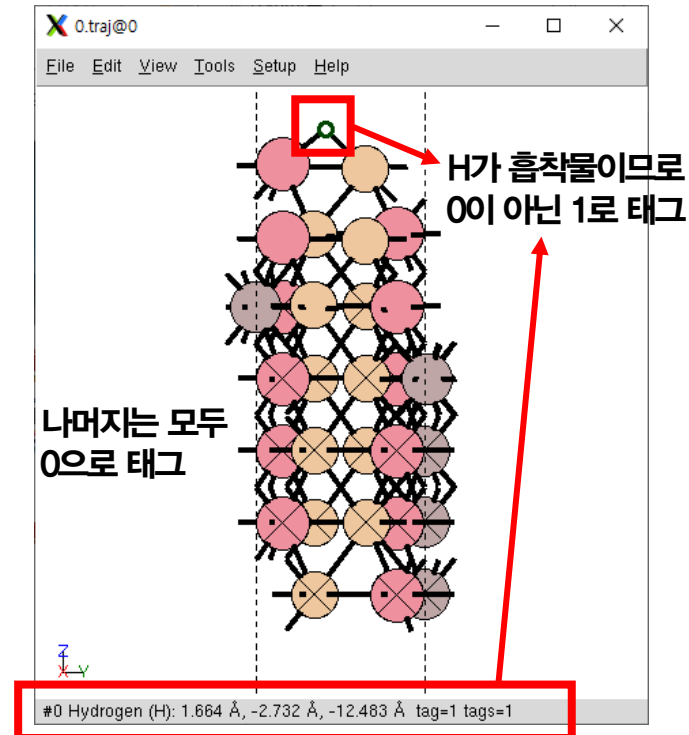 0.traj@0
File Edit View Tools Setup Help
H가 흡착물이므로
0이 아닌 1로 태그
나머지는 모두
0으로 태그
Z
X Y
#0 Hydrogen (H): 1.664 Å, -2.732 Å, -12.483 Å tag=1 tags=1